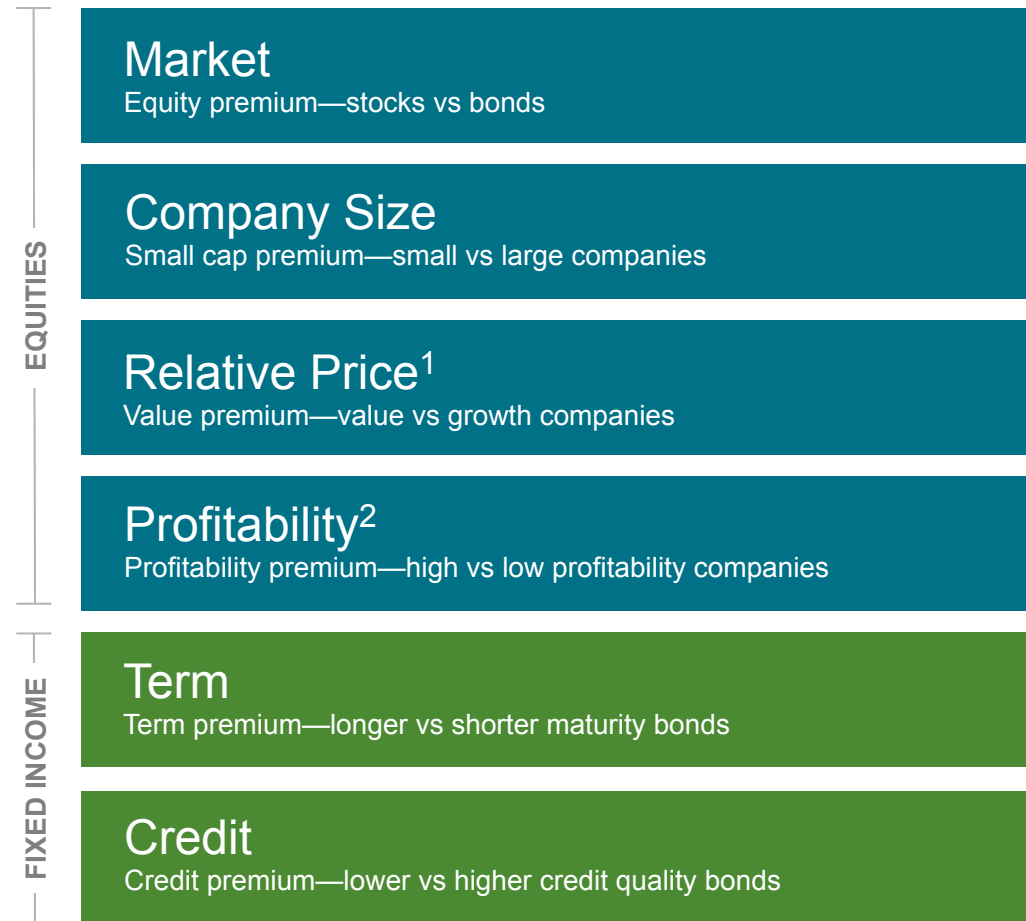 EQUITIES
Market
Equity premium—stocks vs bonds
Company Size
Small cap premium—small vs large companies
Relative Price1
Value premium—value vs growth companies
Profitability2
Profitability premium—high vs low profitability companies
FIXED INCOME
Term
Term premium—longer vs shorter maturity bonds
Credit
Credit premium—lower vs higher credit quality bonds